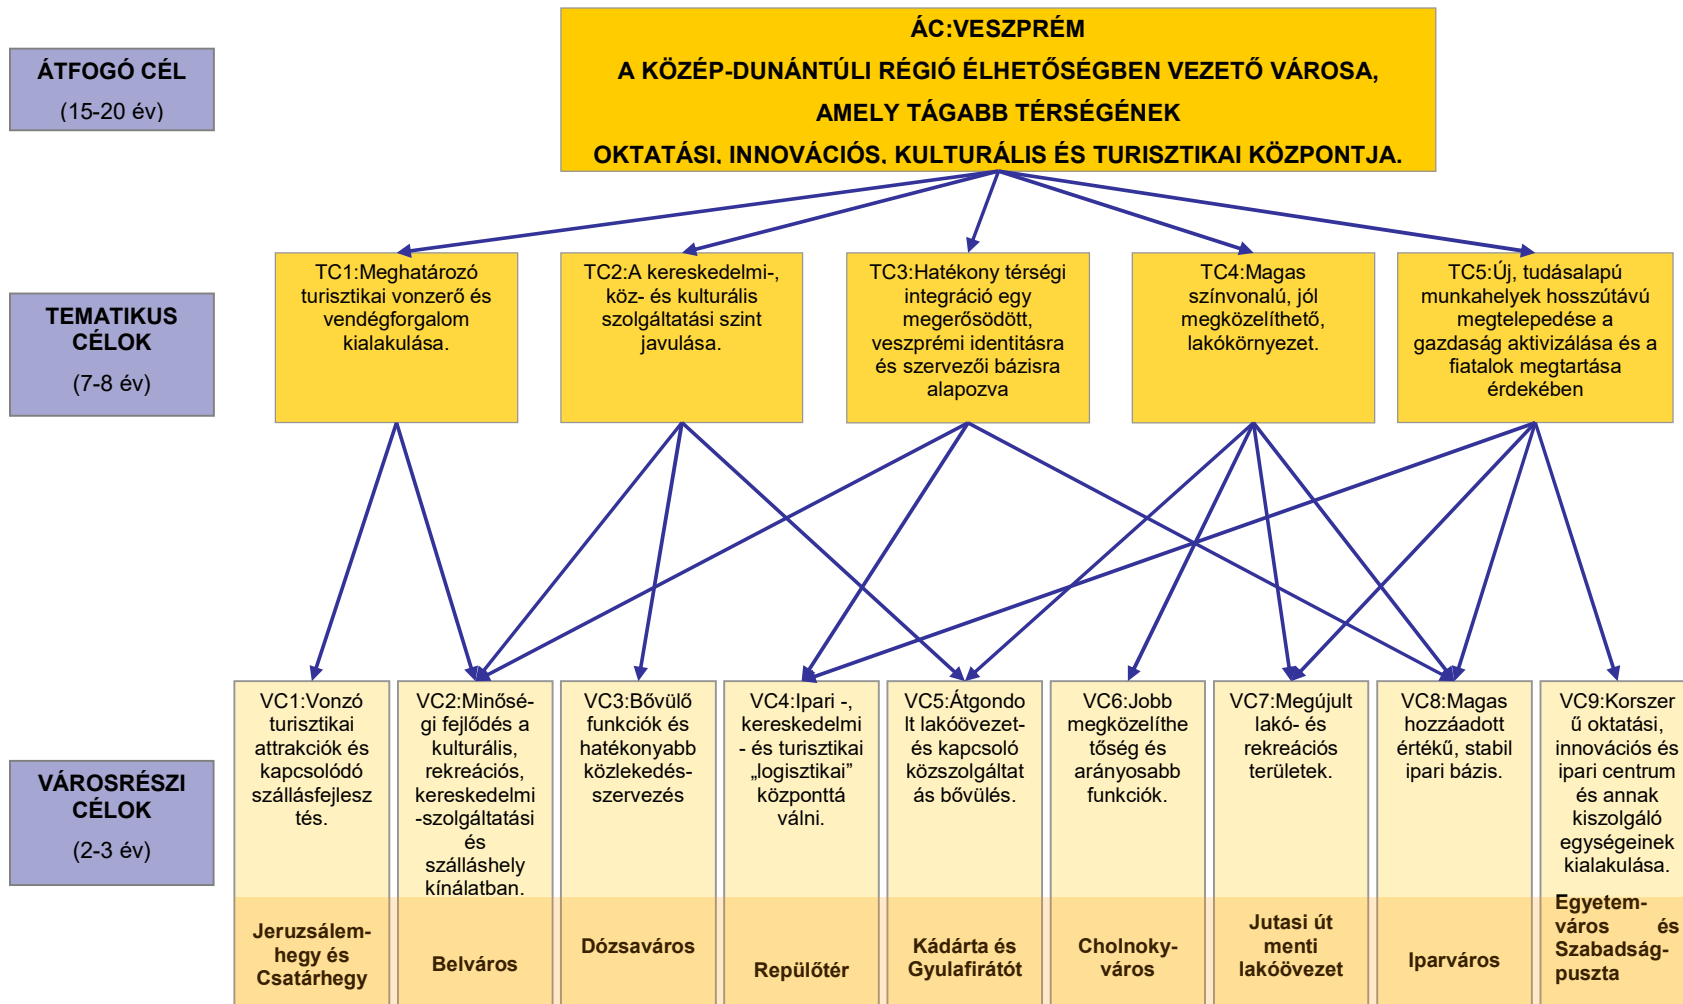 ÁC:VESZPRÉM
A KÖZÉP-DUNÁNTÚLI RÉGIÓ ÉLHETŐSÉGBEN VEZETŐ VÁROSA,
AMELY TÁGABB TÉRSÉGÉNEK
OKTATÁSI, INNOVÁCIÓS, KULTURÁLIS ÉS TURISZTIKAI KÖZPONTJA.
ÁTFOGÓ CÉL
(15-20 év)
TEMATIKUS
CÉLOK
(7-8 év)
TC1:Meghatározó
turisztikai vonzerő és
vendégforgalom
kialakulása.
TC2:A kereskedelmi-,
köz- és kulturális
szolgáltatási szint
javulása.
TC3:Hatékony térségi
integráció egy
megerősödött,
veszprémi identitásra
és szervezői bázisra
alapozva
TC4:Magas
színvonalú, jól
megközelíthető,
lakókörnyezet.
TC5:Új, tudásalapú
munkahelyek hosszútávú
megtelepedése a
gazdaság aktivizálása és a
fiatalok megtartása
érdekében
VÁROSRÉSZI
CÉLOK
(2-3 év)
VC1:Vonzó
turisztikai
attrakciók és
kapcsolódó
szállásfejlesz
tés.
Jeruzsálem-
hegy és
Csatárhegy
VC2:Minősé-
gi fejlődés a
kulturális,
rekreációs,
kereskedelmi
-szolgáltatási
és
szálláshely
kínálatban.
Belváros
VC3:Bővülő
funkciók és
hatékonyabb
közlekedés-
szervezés
Dózsaváros
VC4:Ipari -,
kereskedelmi
- és turisztikai
„logisztikai”
központtá
válni.
Repülőtér
VC5:Átgondo
lt lakóövezet-
és kapcsoló
közszolgáltat
ás bővülés.
Kádárta és
Gyulafirátót
VC6:Jobb
megközelíthe
tőség és
arányosabb
funkciók.
Cholnoky-
város
VC7:Megújult
lakó- és
rekreációs
területek.
Jutasi út
menti
lakóövezet
VC8:Magas
hozzáadott
értékű, stabil
ipari bázis.
Iparváros
VC9:Korszer
ű oktatási,
innovációs és
ipari centrum
és annak
kiszolgáló
egységeinek
kialakulása.
Egyetem-
város és
Szabadság-
puszta